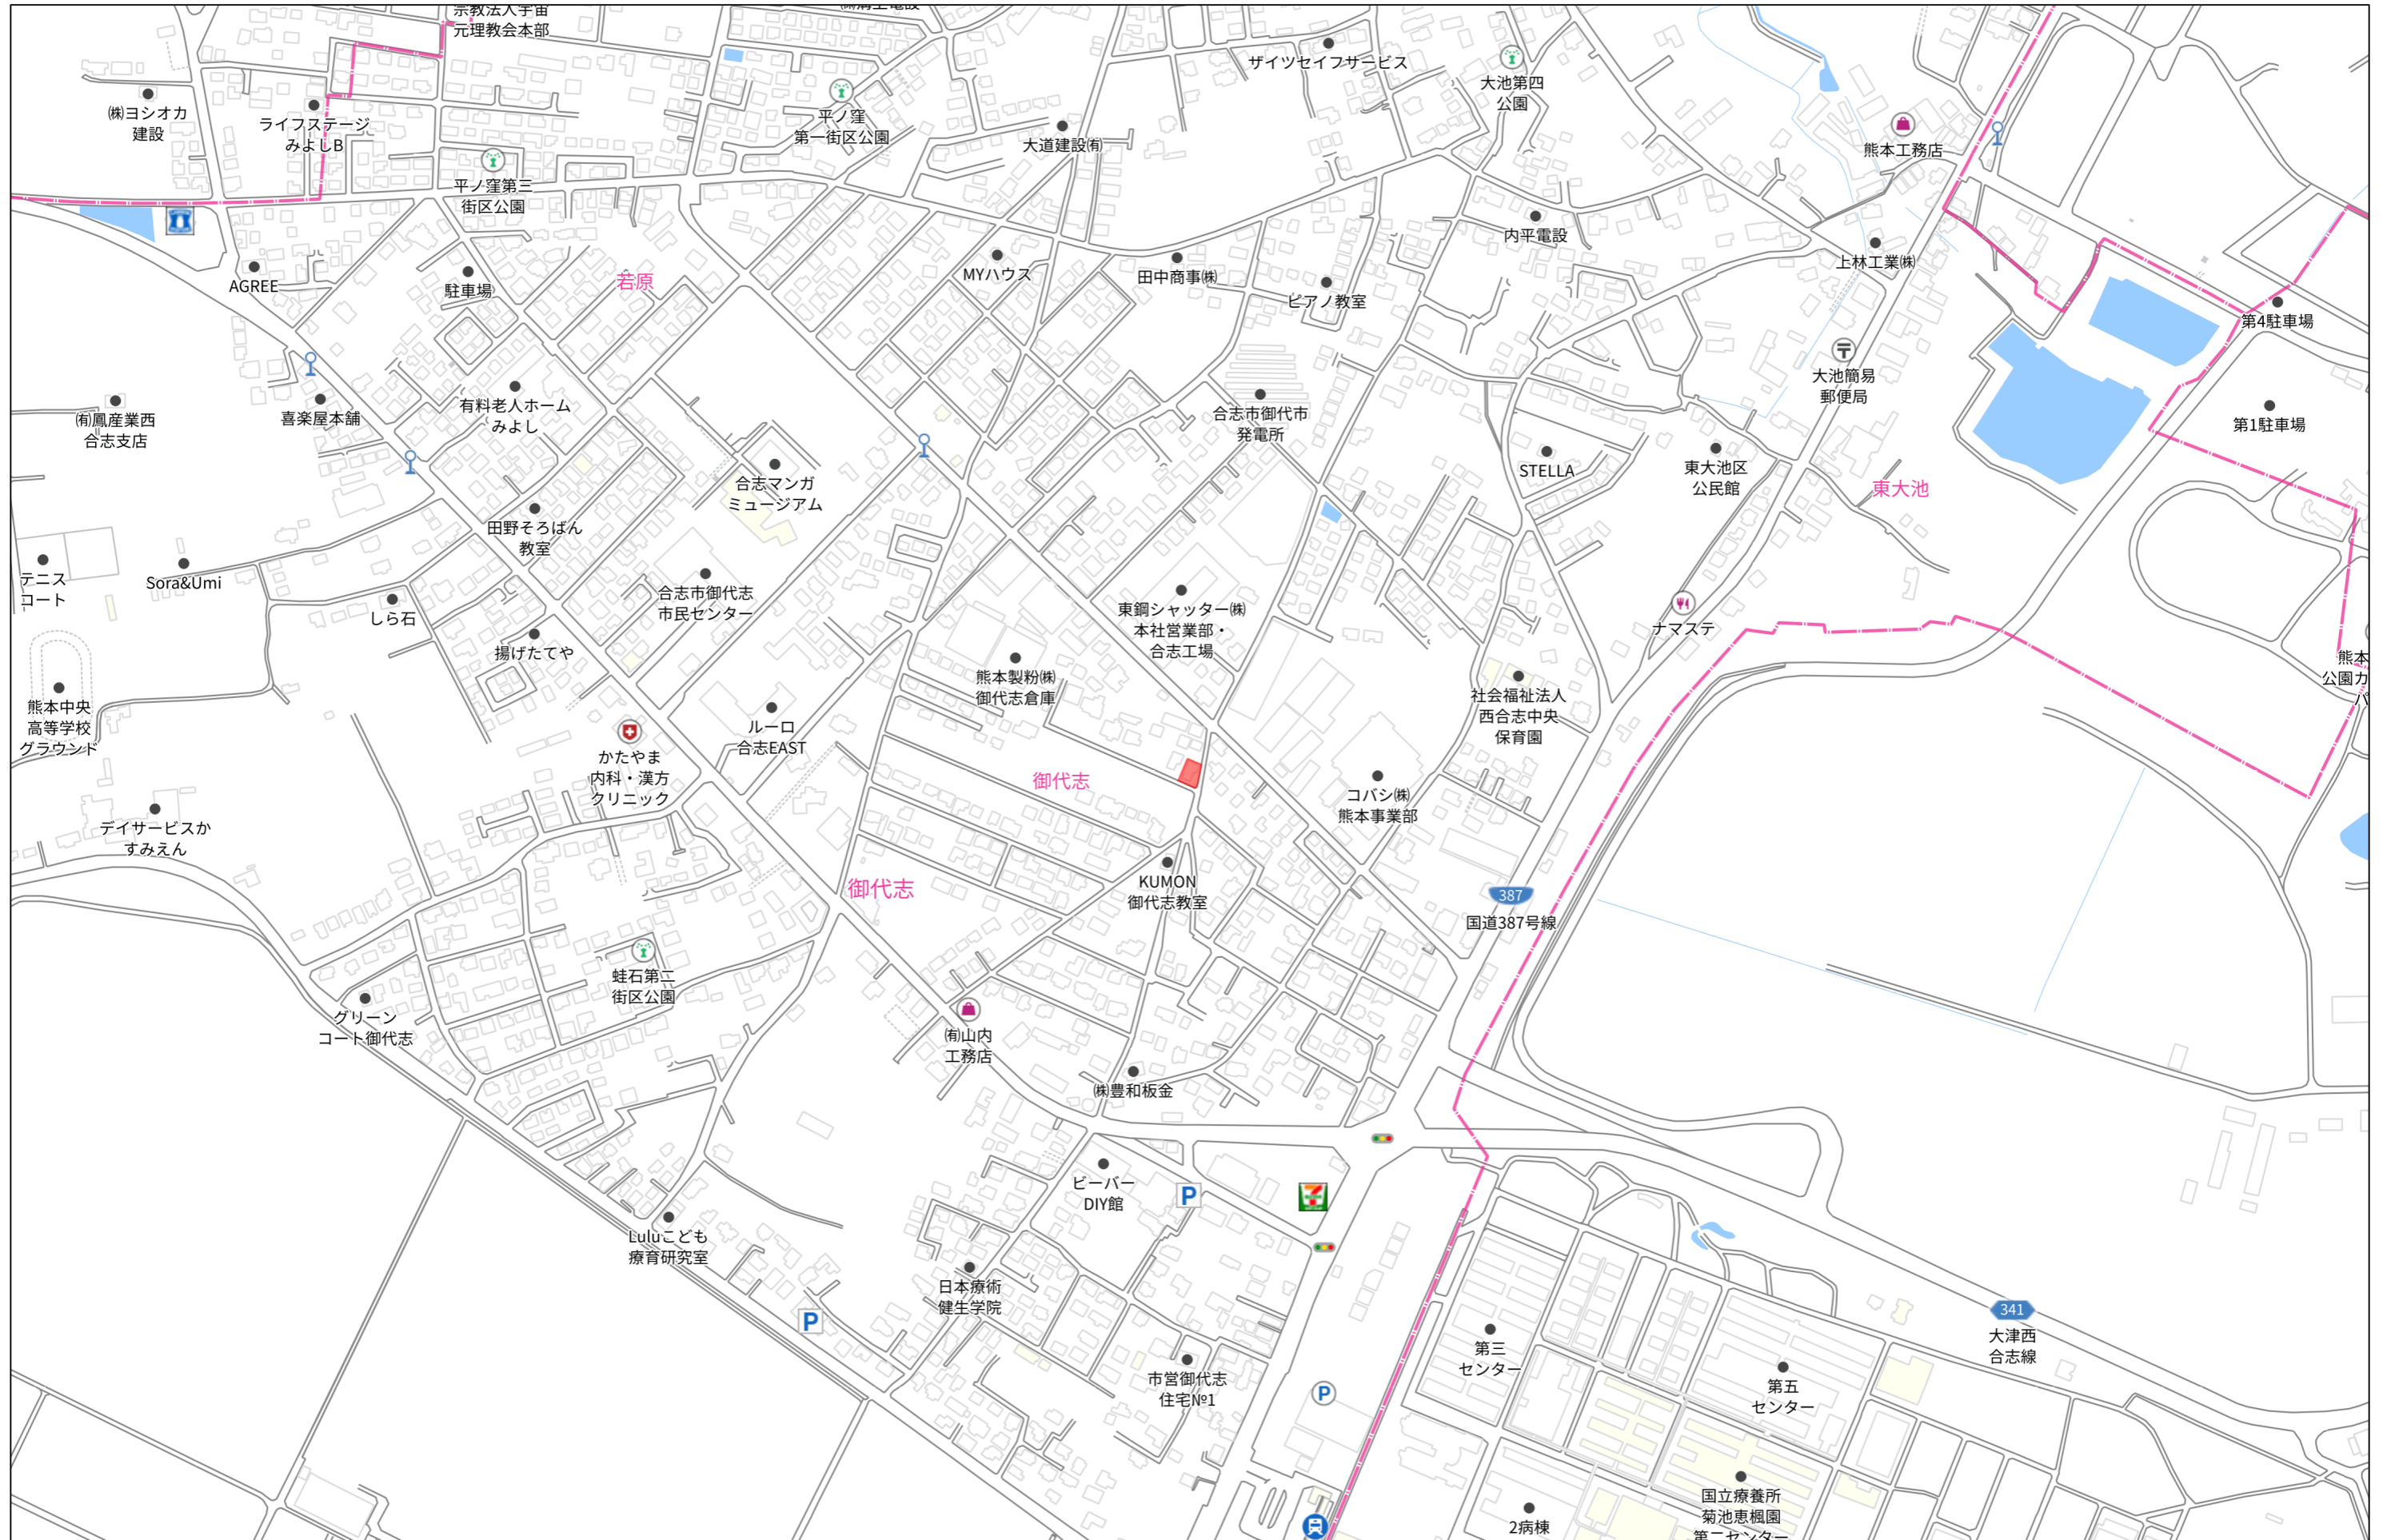 宗教法人宇宙
元理教会本部
ザイツセイフサービス
大池第四
公園
㈱ヨシオカ
建設
ライフステージ
みよしB
平ノ窪
第一街区公園
大道建設㈲
熊本工務店
平ノ窪第三
街区公園
内平電設
上林工業㈱
AGREE
駐車場
若原
MYハウス
田中商事㈱
ピアノ教室
第4駐車場
大池簡易
郵便局
㈲鳳産業西
合志支店
喜楽屋本舗
有料老人ホーム
みよし
合志市御代市
発電所
第1駐車場
合志マンガ
ミュージアム
STELLA
東大池区
公民館
東大池
田野そろばん
教室
テニス
コート
Sora&Umi
しら石
合志市御代志
市民センター
東鋼シャッター㈱
本社営業部・
合志工場
ナマステ
揚げたてや
熊本製粉㈱
御代志倉庫
社会福祉法人
西合志中央
保育園
熊本
公園カ
パ
熊本中央
高等学校
グラウンド
ルーロ
合志EAST
かたやま
内科・漢方
クリニック
御代志
コバシ㈱
熊本事業部
デイサービスか
すみえん
御代志
KUMON
御代志教室
387
国道387号線
蛙石第二
街区公園
グリーン
コート御代志
㈲山内
工務店
㈱豊和板金
ビーバー
DIY館
P
7
Luluこども
療育研究室
日本療術
健生学院
P
341
大津西
合志線
第三
センター
市営御代志
住宅№1
P
第五
センター
国立療養所
菊池恵楓園
第二センター
2病棟